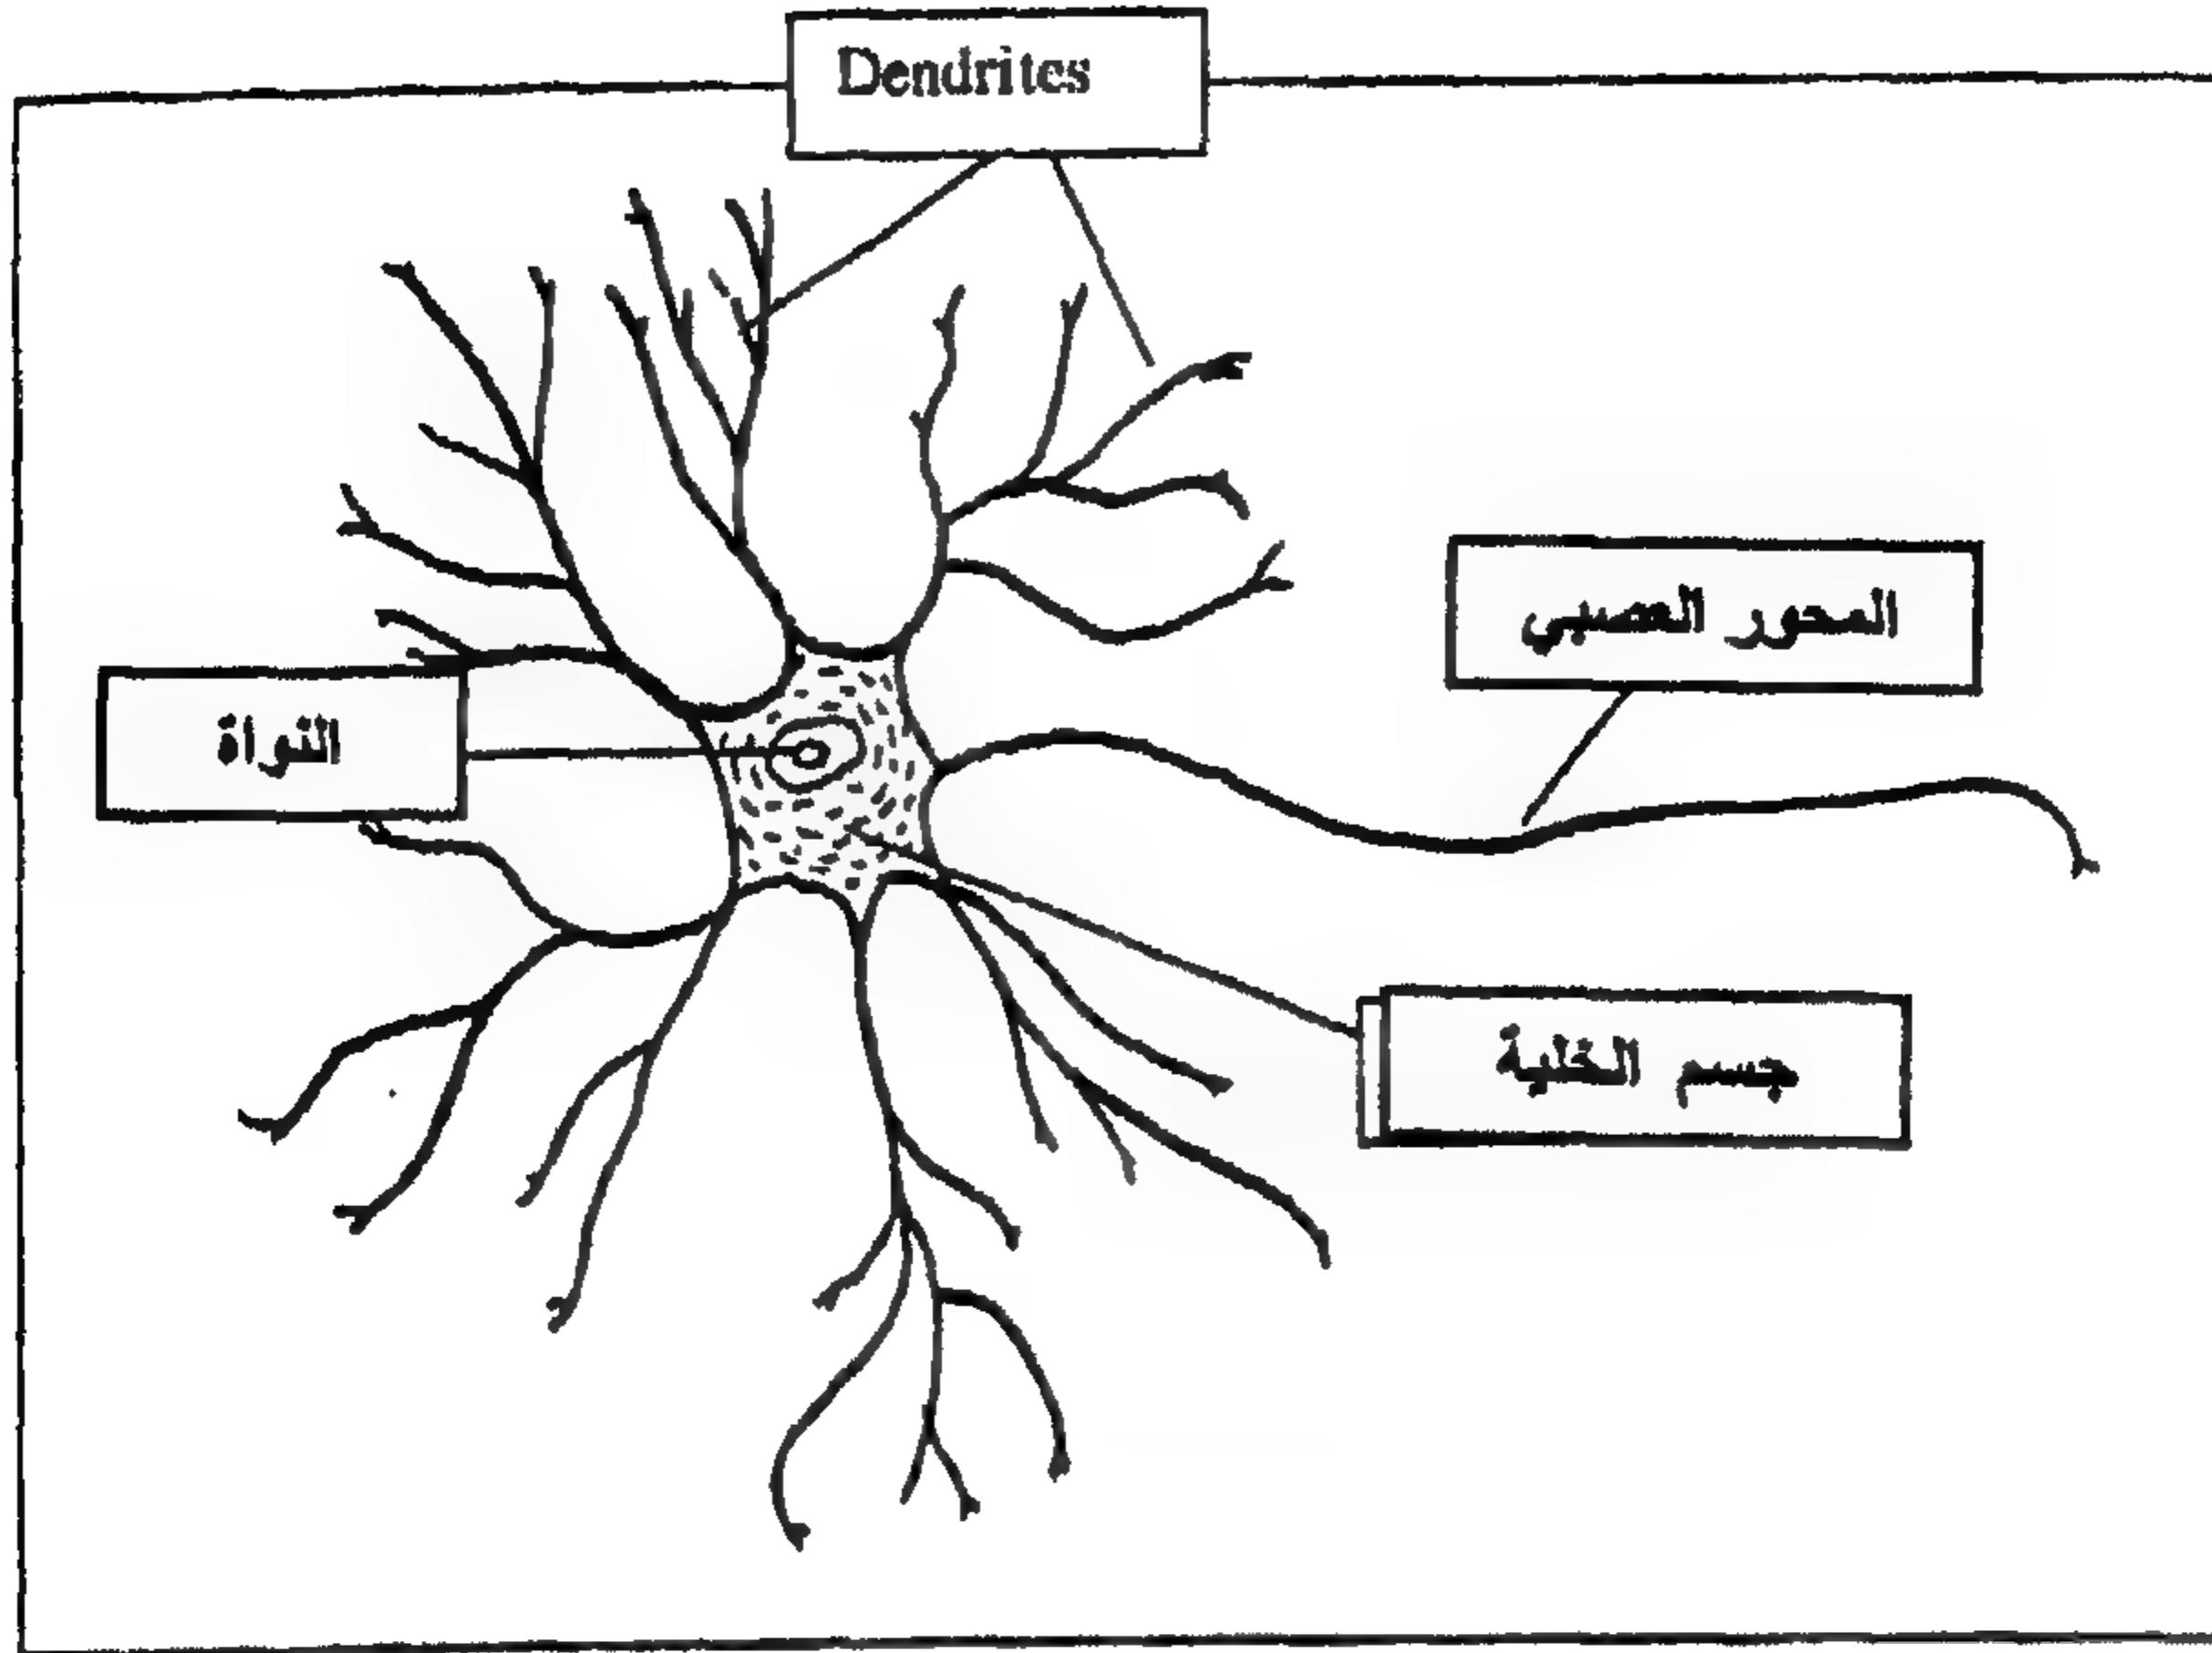 Dendrites
المحور العصبي
النواة
جسم الخلية